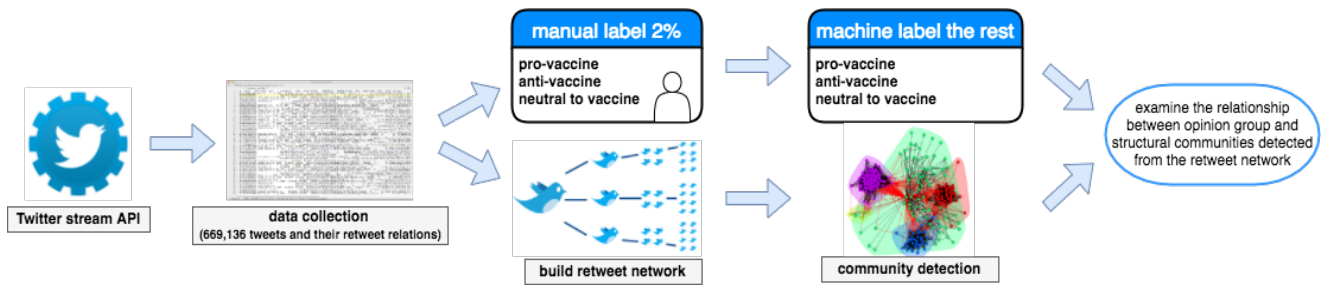 Twitter stream API
data collection
(669,136 tweets and their retweet relations)
manual label 2%
pro-vaccine
anti-vaccine
neutral to vaccine
build retweet network
machine label the rest
pro-vaccine
anti-vaccine
neutral to vaccine
community detection
examine the relationship
between opinion group and
structural communities detected
from the retweet network